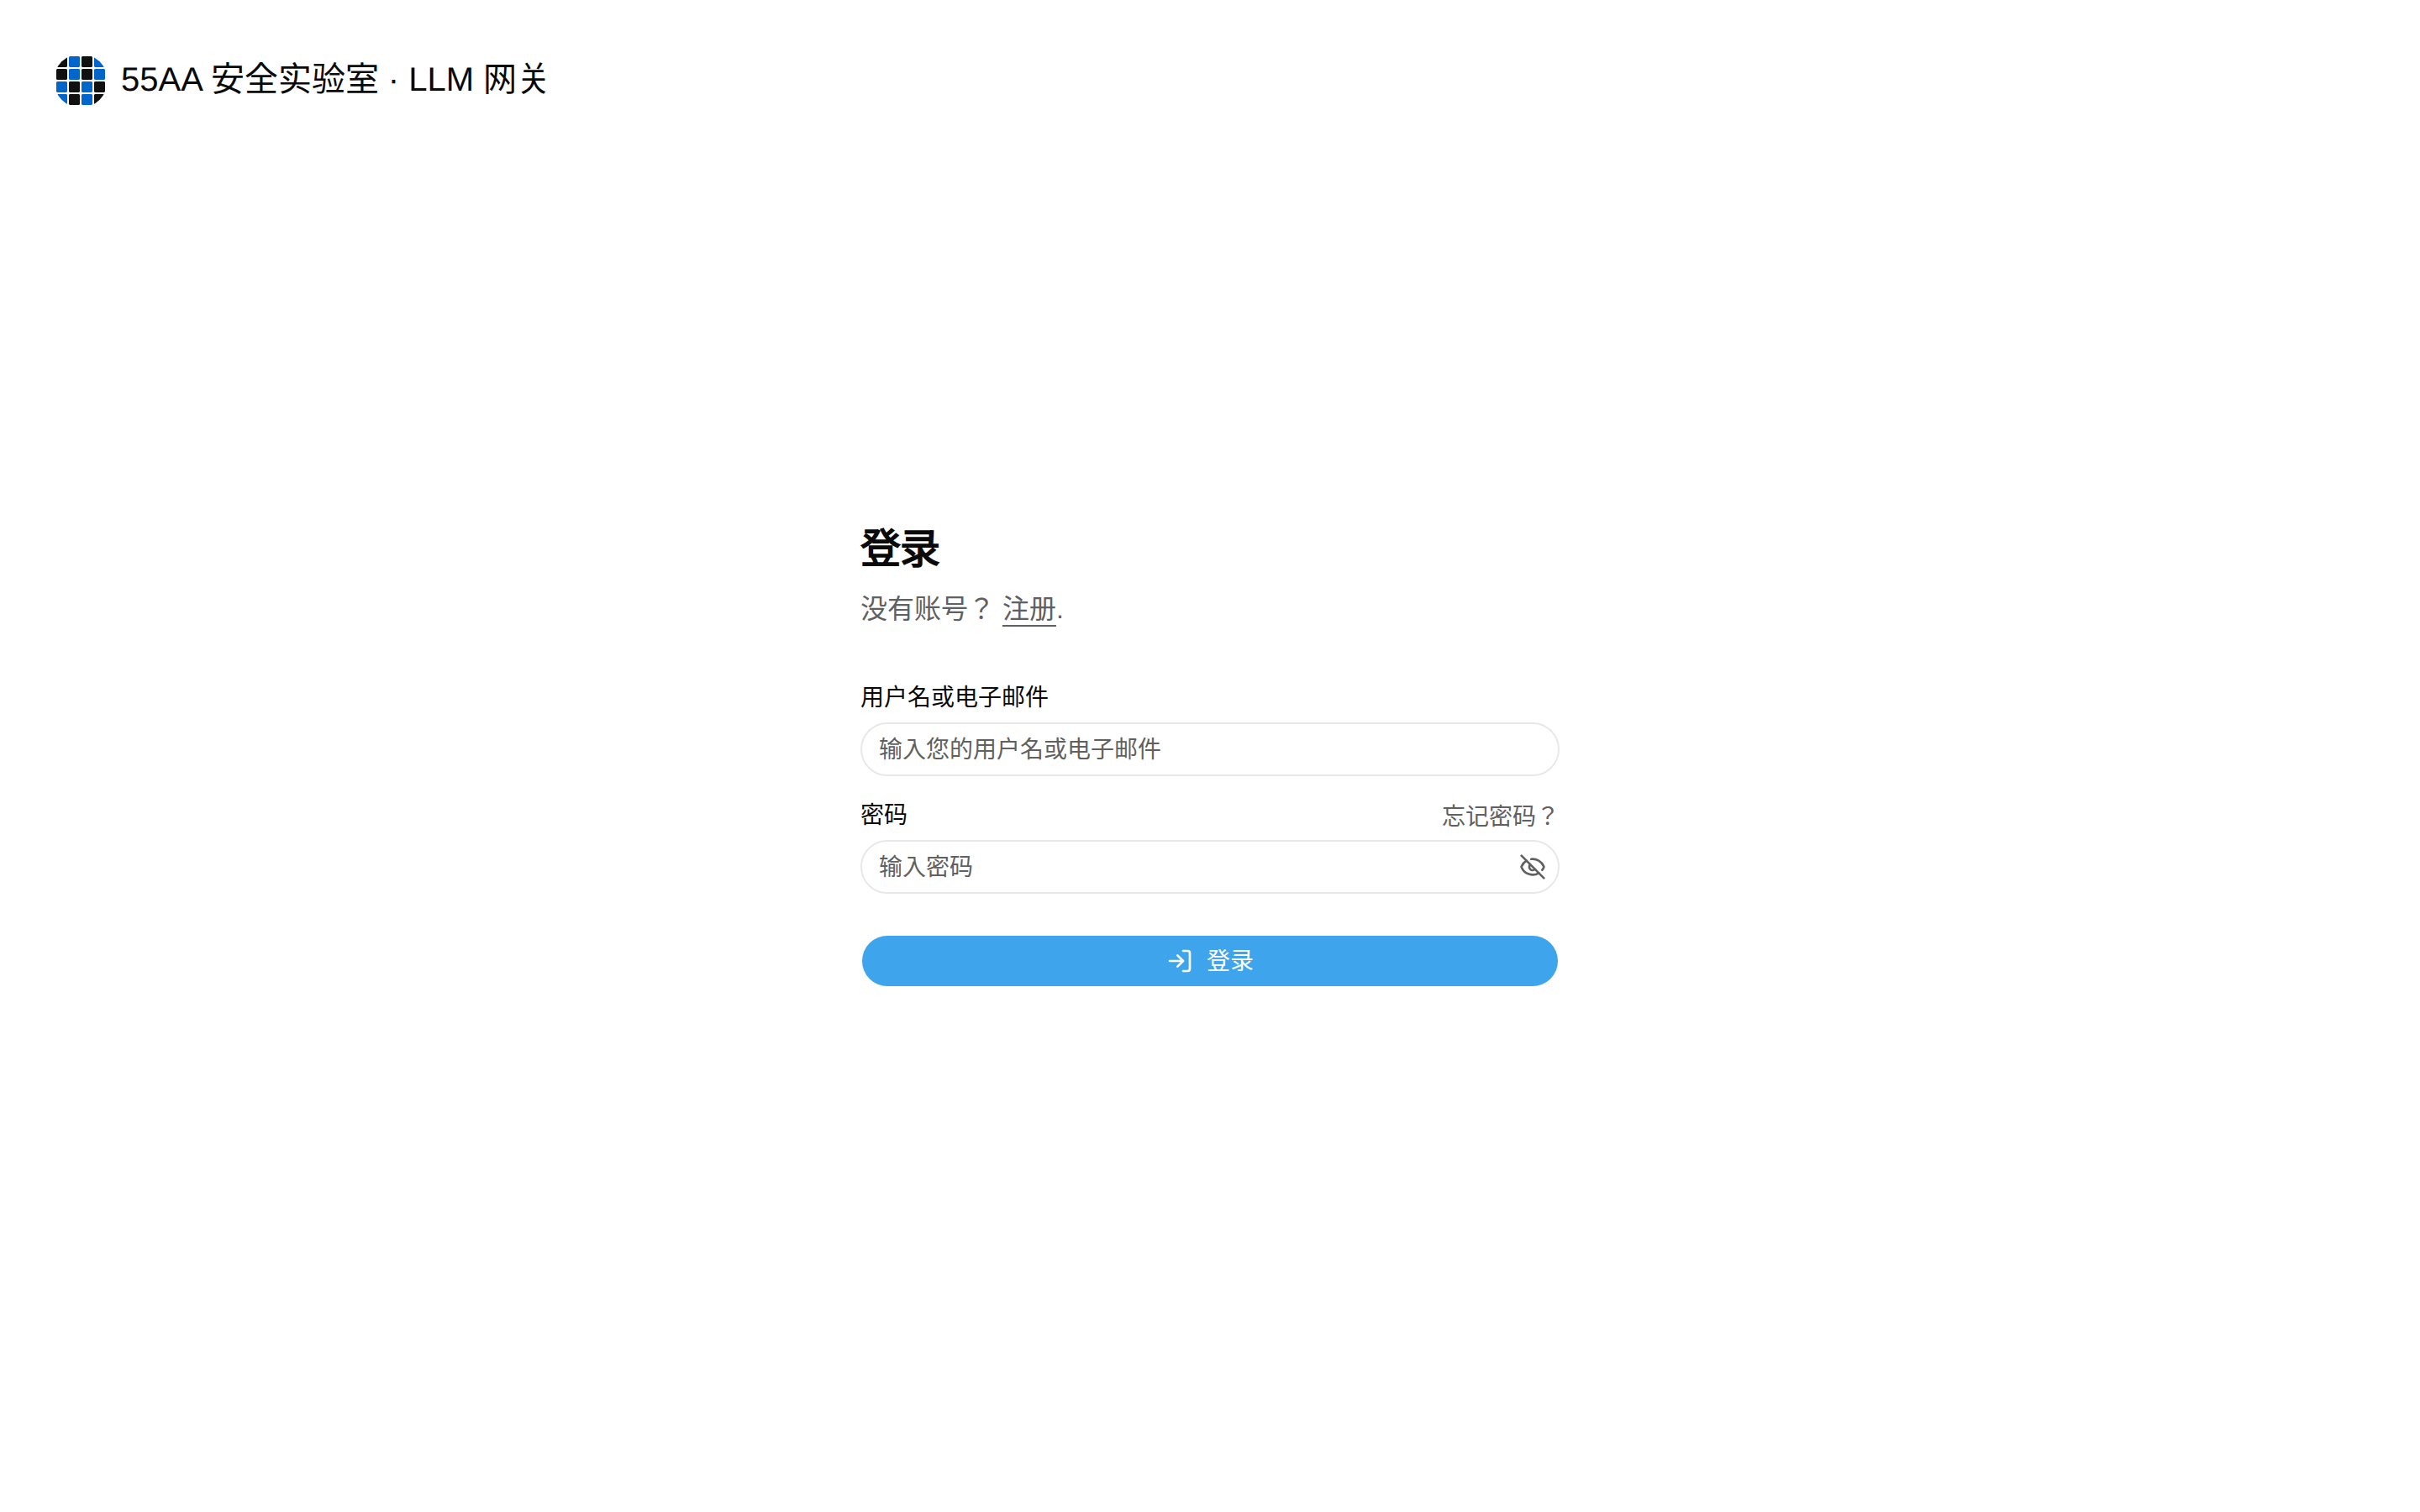 55AA 安全实验室 · LLM 网关
登录
没有账号？ 注册.
用户名或电子邮件
输入您的用户名或电子邮件
密码 忘记密码？
输入密码
登录